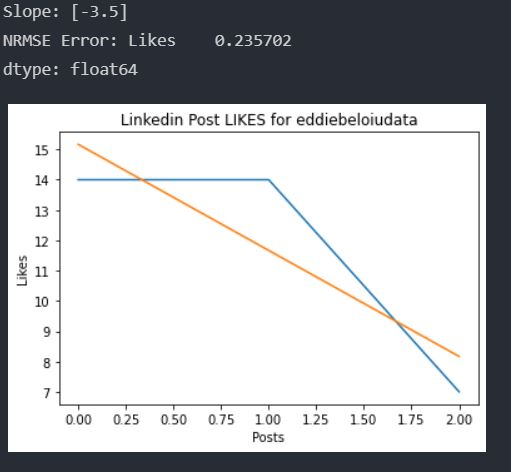 Slope: [-3.5]
NRMSE Error: Likes    0.235702
dtype: float64
Linkedin Post LIKES for eddiebeloiudata
15
14
13
12
11
10
9
8
7
Likes
0.00 0.25 0.50 0.75 1.00 1.25 1.50 1.75 2.00
Posts